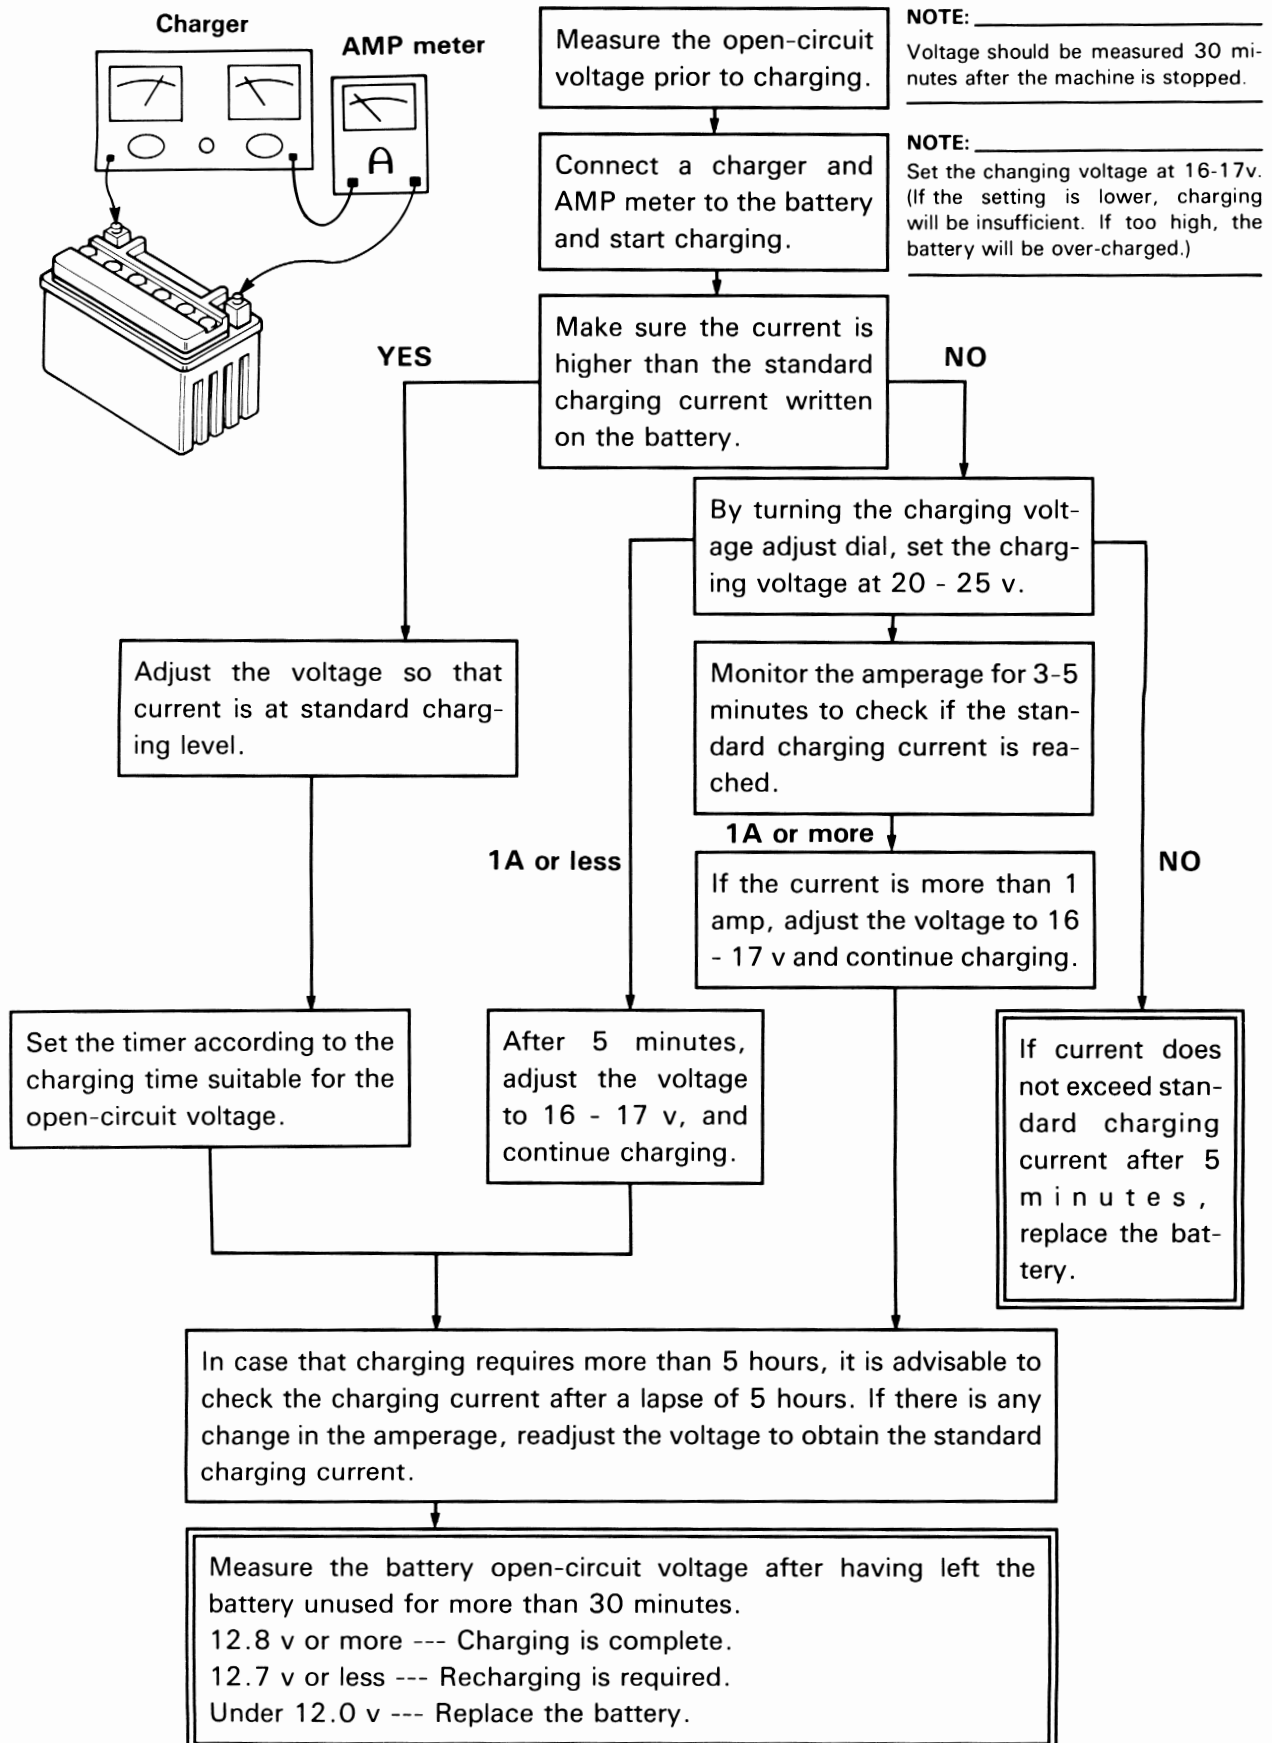 Charger
AMP meter
A
Measure the open-circuit
voltage prior to charging.
NOTE:
Voltage should be measured 30 mi-
nutes after the machine is stopped.
Connect a charger and
AMP meter to the battery
and start charging.
NOTE:
Set the changing voltage at 16-17v.
(If the setting is lower, charging
will be insufficient. If too high, the
battery will be over-charged.)
Make sure the current is
higher than the standard
charging current written
on the battery.
YES
NO
By turning the charging volt-
age adjust dial, set the charg-
ing voltage at 20 - 25 v.
Adjust the voltage so that
current is at standard charg-
ing level.
Monitor the amperage for 3-5
minutes to check if the stan-
dard charging current is rea-
ched.
1A or more
1A or less
NO
If the current is more than 1
amp, adjust the voltage to 16
- 17 v and continue charging.
Set the timer according to the
charging time suitable for the
open-circuit voltage.
After 5 minutes,
adjust the voltage
to 16 - 17 v, and
continue charging.
If current does
not exceed stan-
dard charging
current after 5
minutes,
replace the bat-
tery.
In case that charging requires more than 5 hours, it is advisable to
check the charging current after a lapse of 5 hours. If there is any
change in the amperage, readjust the voltage to obtain the standard
charging current.
Measure the battery open-circuit voltage after having left the
battery unused for more than 30 minutes.
12.8 v or more --- Charging is complete.
12.7 v or less --- Recharging is required.
Under 12.0 v --- Replace the battery.